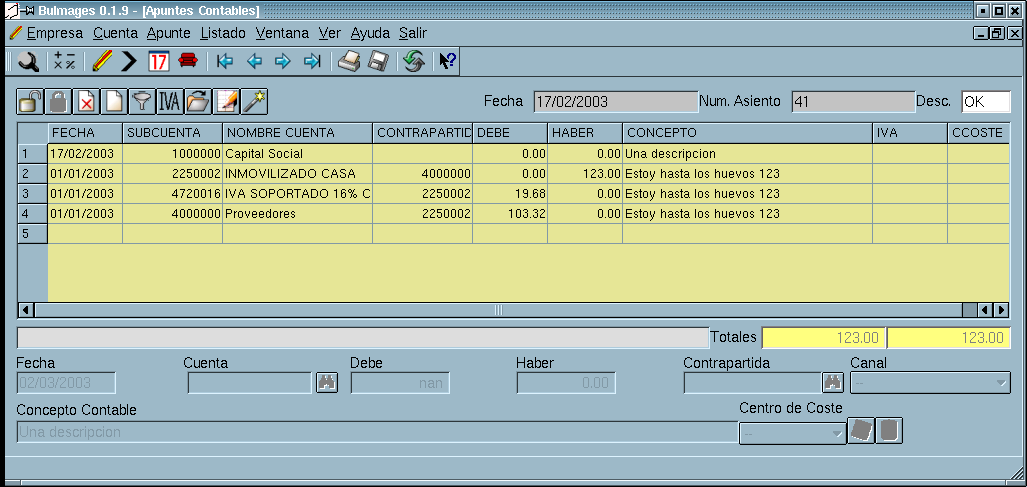 Bulmages 0.1.9 - [Apuntes Contables]
Empresa Cuenta Apunte Listado Ventana Ver Ayuda Salir
17
IVA Fecha 17/02/2003 Num. Asiento 41 Desc. OK
FECHA SUBCUENTA NOMBRE CUENTA CONTRAPARTID DEBE HABER CONCEPTO IVA CCOSTE
1 17/02/2003 1000000 Capital Social 0.00 0.00 Una descripcion
2 01/01/2003 2250002 INMOVILIZADO CASA 4000000 0.00 123.00 Estoy hasta los huevos 123
3 01/01/2003 4720016 IVA SOPORTADO 16% C 2250002 19.68 0.00 Estoy hasta los huevos 123
4 01/01/2003 4000000 Proveedores 2250002 103.32 0.00 Estoy hasta los huevos 123
5
Totales 123.00 123.00
Fecha Cuenta Debe Haber Contrapartida Canal
02/03/2003 nan 0.00 --
Concepto Contable Centro de Coste
Una descripcion --